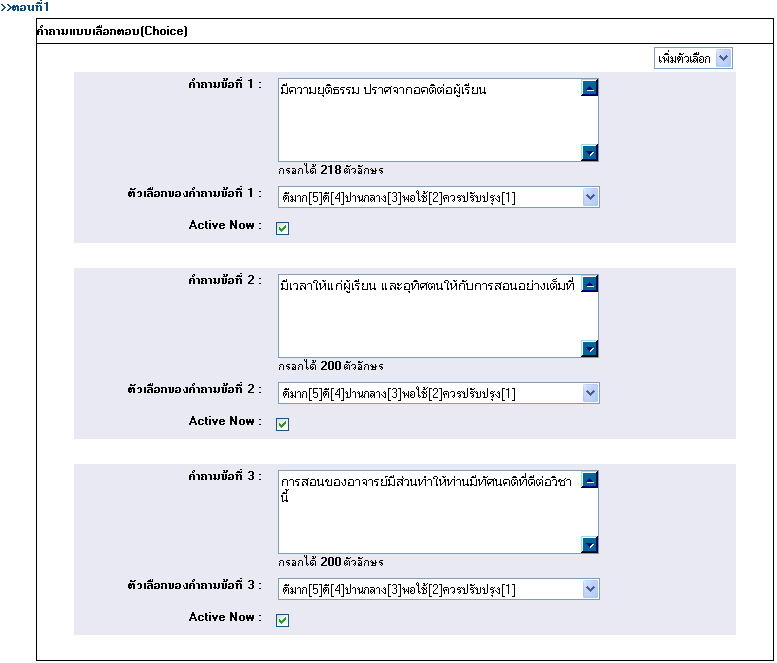 >>ตอนที่1
คำถามแบบเลือกตอบ(Choice)
เพิ่มตัวเลือก
คำถามข้อที่ 1 :
มีความยุติธรรม ปราศจากอคติต่อผู้เรียน
กรอกได้ 218 ตัวอักษร
ตัวเลือกของคำถามข้อที่ 1 :
ดีมาก[5]ดี[4]ปานกลาง[3]พอใช้[2]ควรปรับปรุง[1]
Active Now :
คำถามข้อที่ 2 :
มีเวลาให้แก่ผู้เรียน และอุทิศตนให้กับการสอนอย่างเต็มที่
กรอกได้ 200 ตัวอักษร
ตัวเลือกของคำถามข้อที่ 2 :
ดีมาก[5]ดี[4]ปานกลาง[3]พอใช้[2]ควรปรับปรุง[1]
Active Now :
คำถามข้อที่ 3 :
การสอนของอาจารย์มีส่วนทำให้ท่านมีทัศนคติที่ดีต่อวิชา
นี้
กรอกได้ 200 ตัวอักษร
ตัวเลือกของคำถามข้อที่ 3 :
ดีมาก[5]ดี[4]ปานกลาง[3]พอใช้[2]ควรปรับปรุง[1]
Active Now :